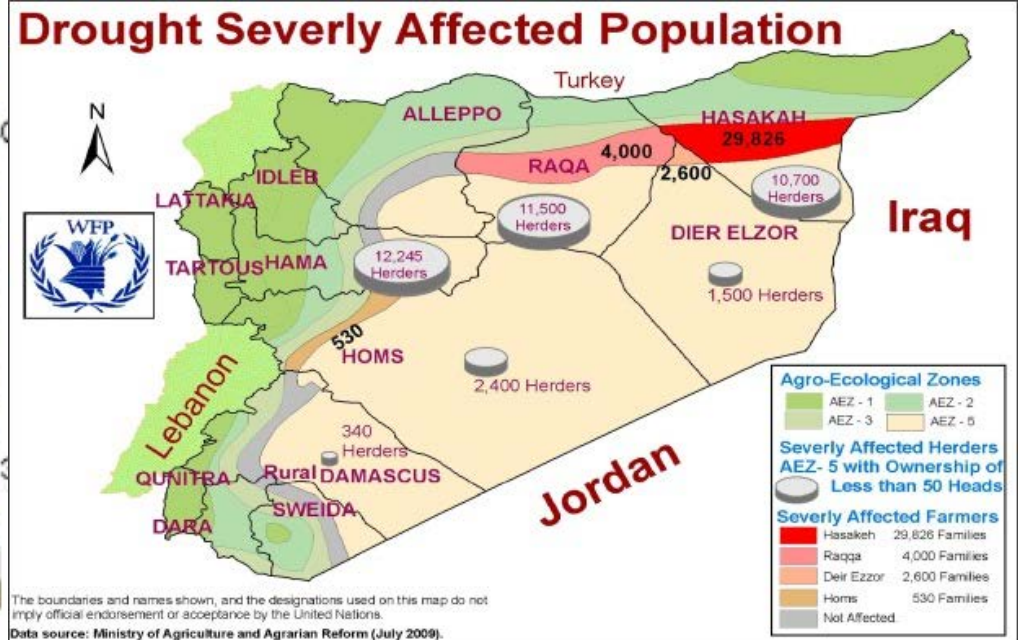 Drought Severly Affected Population
N
Turkey
ALLEPPO
HASAKAH
29,826
4,000
RAQA
2,600
IDLEB
LATTAKIA
10,700
Herders
11,500
Herders
Iraq
WFP
DIER ELZOR
TARTOUS
HAMA
12,245
Herders
1,500 Herders
530
HOMS
2,400 Herders
Lebanon
340
Herders
QUNITRA
Rural DAMASCUS
Jordan
SWEIDA
DARA
Agro-Ecological Zones
AEZ - 1
AEZ - 2
AEZ - 3
AEZ - 5
Severly Affected Herders
AEZ- 5 with Ownership of
Less than 50 Heads
Severly Affected Farmers
Hasakeh 29,826 Families
Raqqa 4,000 Families
Deir Ezzor 2,600 Families
Homs 530 Families
Not Affected.
The boundaries and names shown, and the designations used on this map do not
imply official endorsement or acceptance by the United Nations.
Data source: Ministry of Agriculture and Agrarian Reform (July 2009).